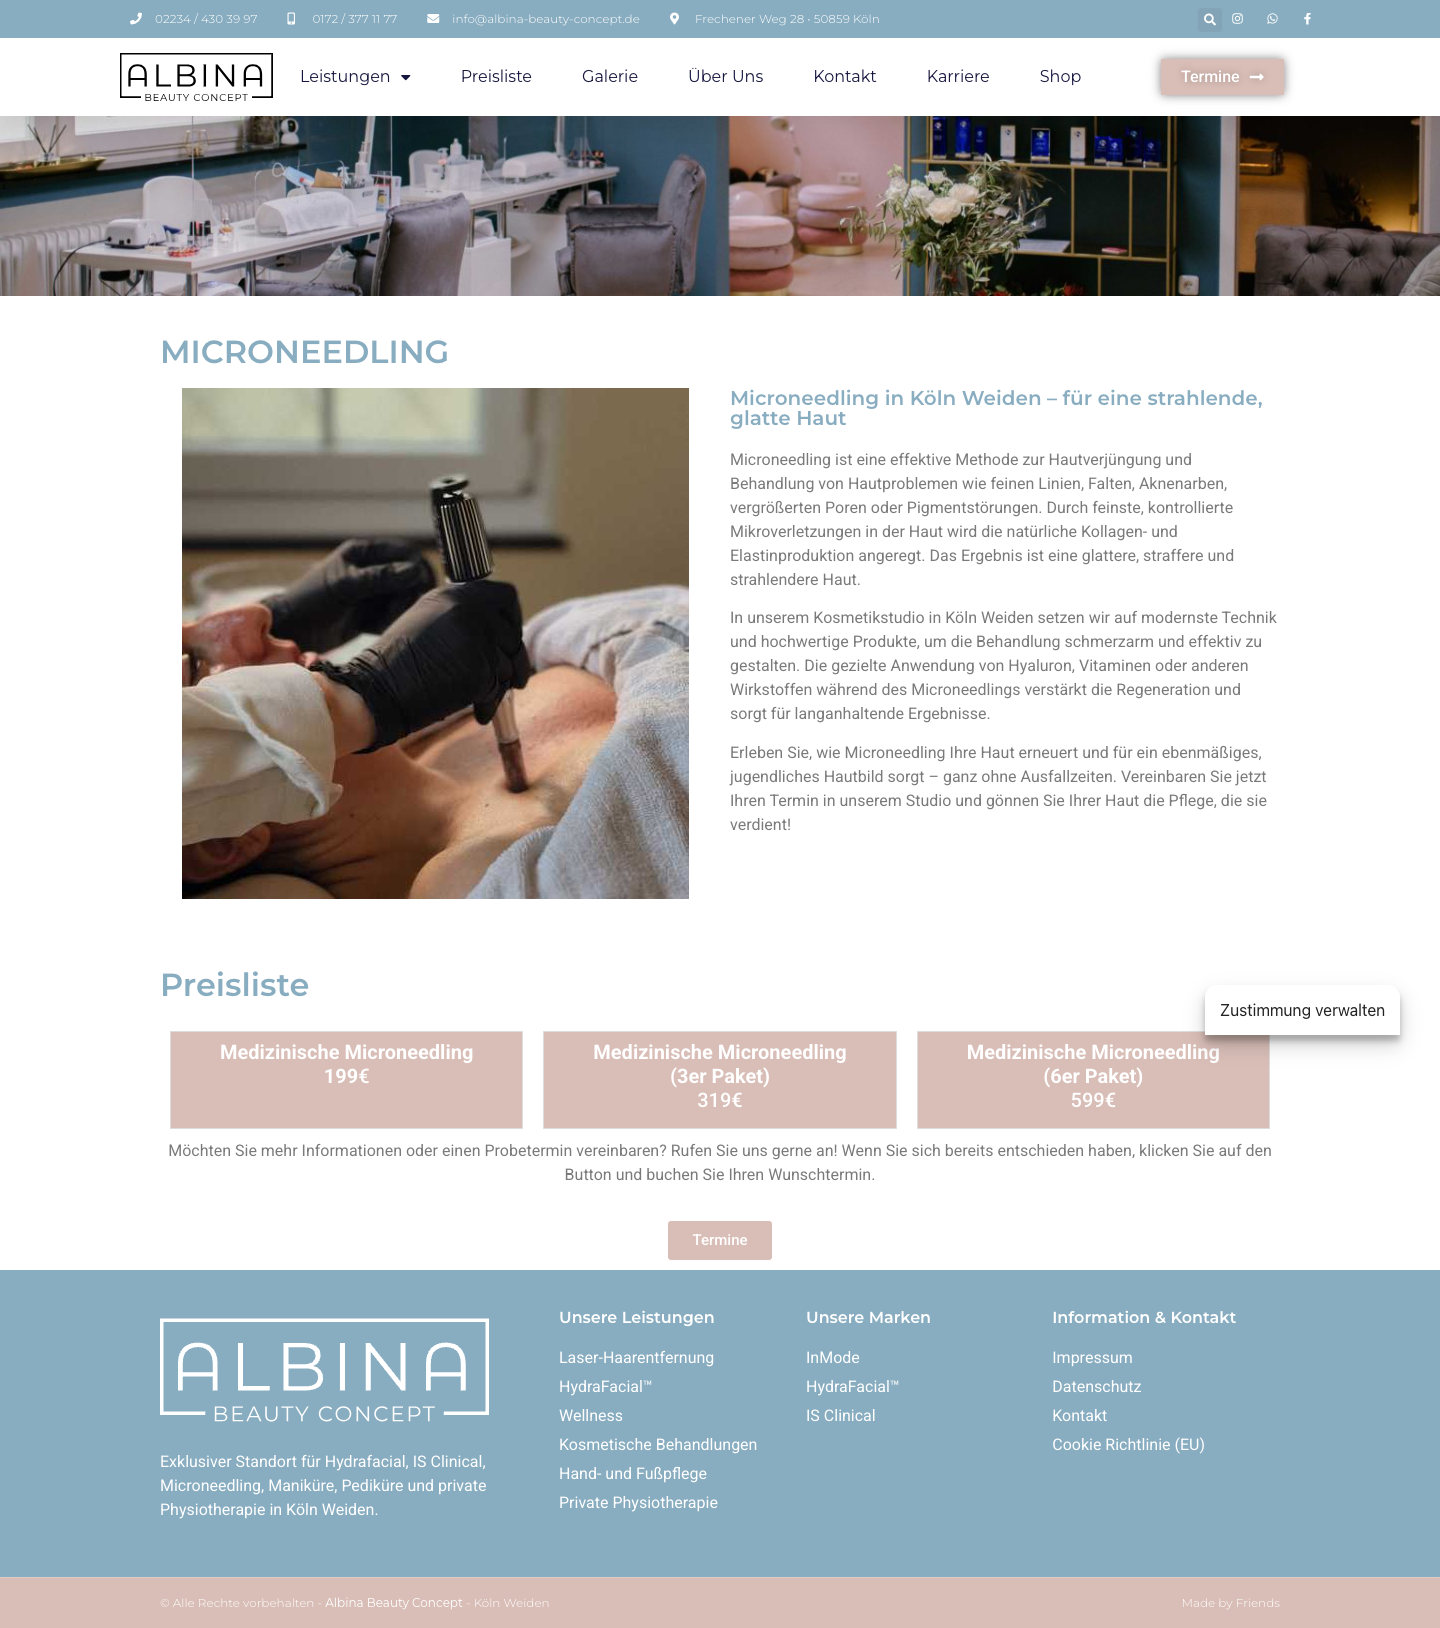 02234 / 430 39 97
0172 / 377 11 77
info@albina-beauty-concept.de
Frechener Weg 28 · 50859 Köln
ALBINA
BEAUTY CONCEPT
Leistungen
Preisliste
Galerie
Über Uns
Kontakt
Karriere
Shop
Termine
MICRONEEDLING
Microneedling in Köln Weiden – für eine strahlende,
glatte Haut
Microneedling ist eine effektive Methode zur Hautverjüngung und
Behandlung von Hautproblemen wie feinen Linien, Falten, Aknenarben,
vergrößerten Poren oder Pigmentstörungen. Durch feinste, kontrollierte
Mikroverletzungen in der Haut wird die natürliche Kollagen- und
Elastinproduktion angeregt. Das Ergebnis ist eine glattere, straffere und
strahlendere Haut.
In unserem Kosmetikstudio in Köln Weiden setzen wir auf modernste Technik
und hochwertige Produkte, um die Behandlung schmerzarm und effektiv zu
gestalten. Die gezielte Anwendung von Hyaluron, Vitaminen oder anderen
Wirkstoffen während des Microneedlings verstärkt die Regeneration und
sorgt für langanhaltende Ergebnisse.
Erleben Sie, wie Microneedling Ihre Haut erneuert und für ein ebenmäßiges,
jugendliches Hautbild sorgt – ganz ohne Ausfallzeiten. Vereinbaren Sie jetzt
Ihren Termin in unserem Studio und gönnen Sie Ihrer Haut die Pflege, die sie
verdient!
Preisliste
Zustimmung verwalten
Medizinische Microneedling
199€
Medizinische Microneedling
(3er Paket)
319€
Medizinische Microneedling
(6er Paket)
599€
Möchten Sie mehr Informationen oder einen Probetermin vereinbaren? Rufen Sie uns gerne an! Wenn Sie sich bereits entschieden haben, klicken Sie auf den
Button und buchen Sie Ihren Wunschtermin.
Termine
ALBINA
BEAUTY CONCEPT
Exklusiver Standort für Hydrafacial, IS Clinical,
Microneedling, Maniküre, Pediküre und private
Physiotherapie in Köln Weiden.
Unsere Leistungen
Laser-Haarentfernung
HydraFacial™
Wellness
Kosmetische Behandlungen
Hand- und Fußpflege
Private Physiotherapie
Unsere Marken
InMode
HydraFacial™
IS Clinical
Information & Kontakt
Impressum
Datenschutz
Kontakt
Cookie Richtlinie (EU)
© Alle Rechte vorbehalten - Albina Beauty Concept - Köln Weiden
Made by Friends